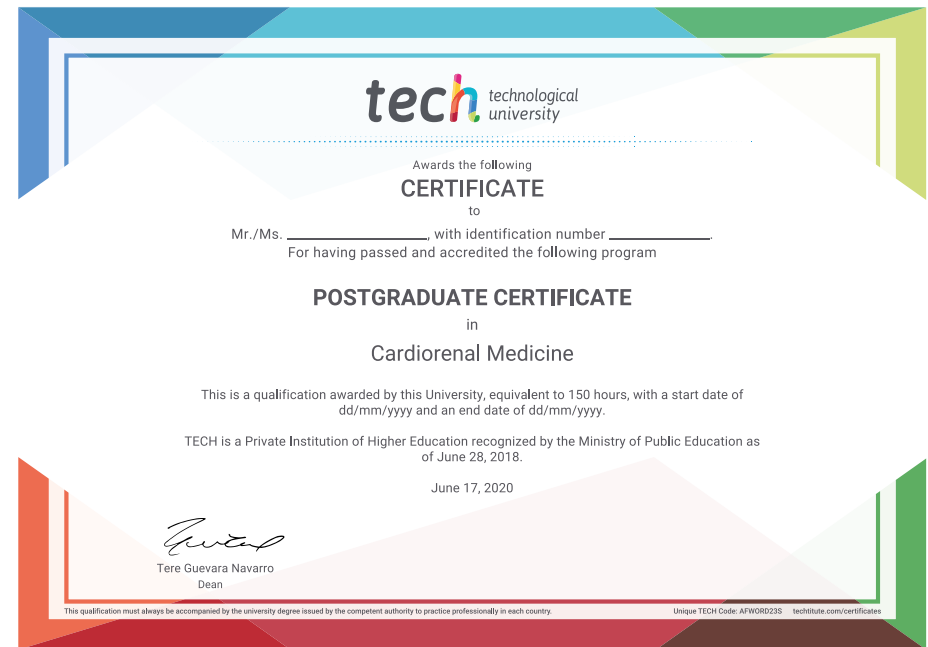 tech technological
university
Awards the following
CERTIFICATE
to
Mr./Ms. ____________________, with identification number ______________.
For having passed and accredited the following program
POSTGRADUATE CERTIFICATE
in
Cardiorenal Medicine
This is a qualification awarded by this University, equivalent to 150 hours, with a start date of
dd/mm/yyyy and an end date of dd/mm/yyyy.
TECH is a Private Institution of Higher Education recognized by the Ministry of Public Education as
of June 28, 2018.
June 17, 2020
Tere Guevara Navarro
Dean
This qualification must always be accompanied by the university degree issued by the competent authority to practice professionally in each country.
Unique TECH Code: AFWORD23S techtitute.com/certificates